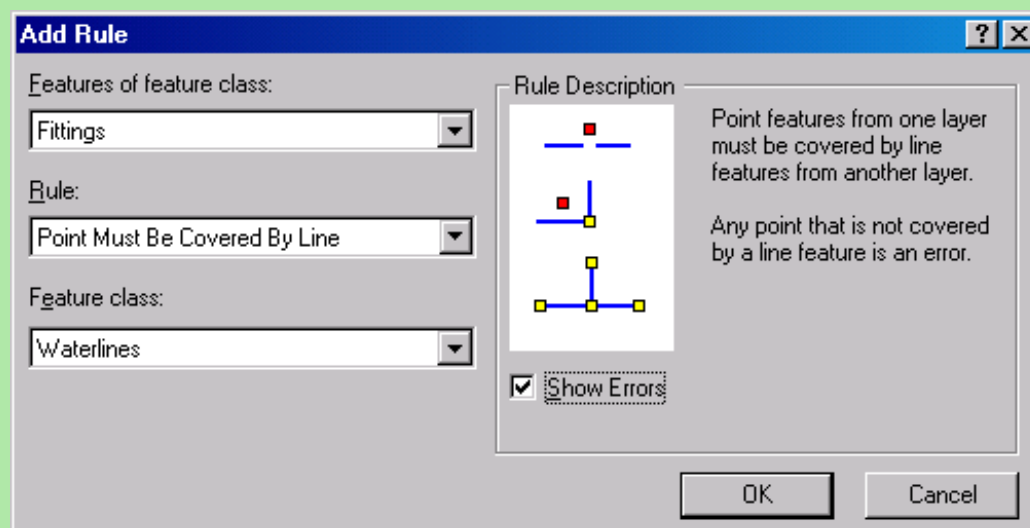 Add Rule
Features of feature class:
Fittings
Rule:
Point Must Be Covered By Line
Feature class:
Waterlines
Rule Description
Point features from one layer
must be covered by line
features from another layer.
Any point that is not covered
by a line feature is an error.
Show Errors
OK
Cancel